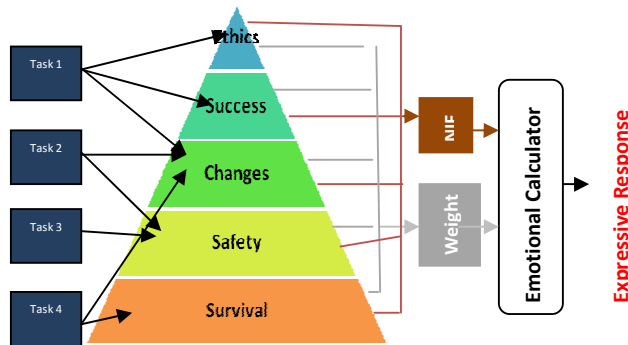 Ethics
Task 1
Success
Task 2
Changes
Task 3
Safety
Task 4
Survival
NIF
Weight
Emotional Calculator
Expressive Response